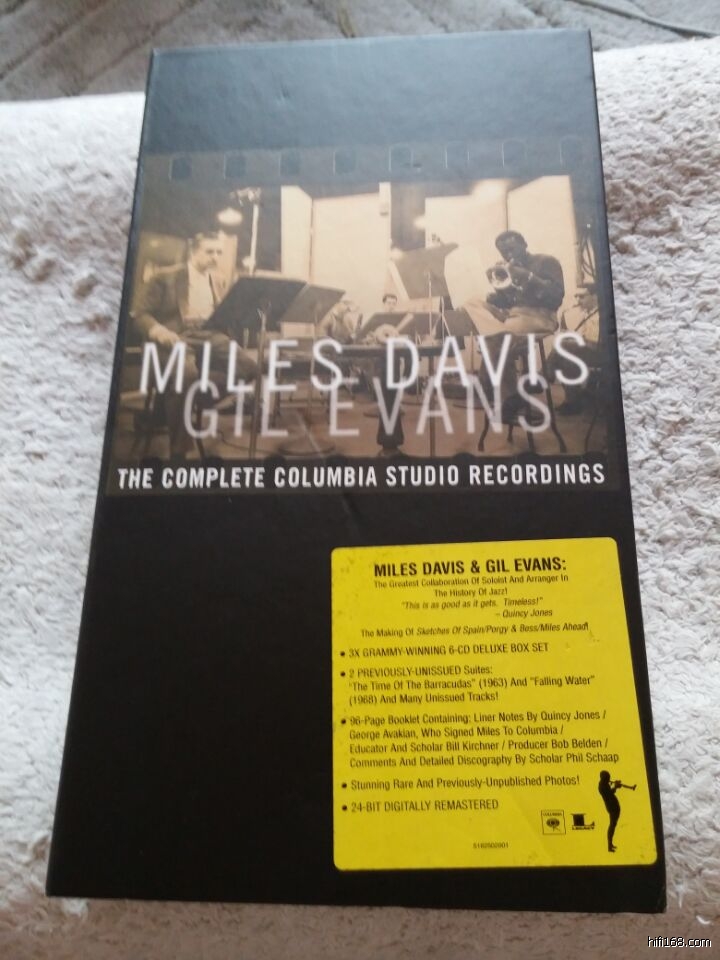 MILES DAVIS
GIL EVANS
THE COMPLETE COLUMBIA STUDIO RECORDINGS
MILES DAVIS & GIL EVANS:
The Greatest Collaboration Of Soloist And Arranger In
The History Of Jazz!
"This is as good as it gets. Timeless!"
– Quincy Jones
The Making Of Sketches Of Spain/Porgy & Bess/Miles Ahead!
• 3X GRAMMY-WINNING 6-CD DELUXE BOX SET
• 2 PREVIOUSLY-UNISSUED Suites:
"The Time Of The Barracudas" (1963) And "Falling Water"
(1968) And Many Unissued Tracks!
• 96-Page Booklet Containing: Liner Notes By Quincy Jones /
George Avakian, Who Signed Miles To Columbia /
Educator And Scholar Bill Kirchner / Producer Bob Belden /
Comments And Detailed Discography By Scholar Phil Schaap
• Stunning Rare And Previously-Unpublished Photos!
• 24-BIT DIGITALLY REMASTERED
COLUMBIA
LEGACY
hifi168.com